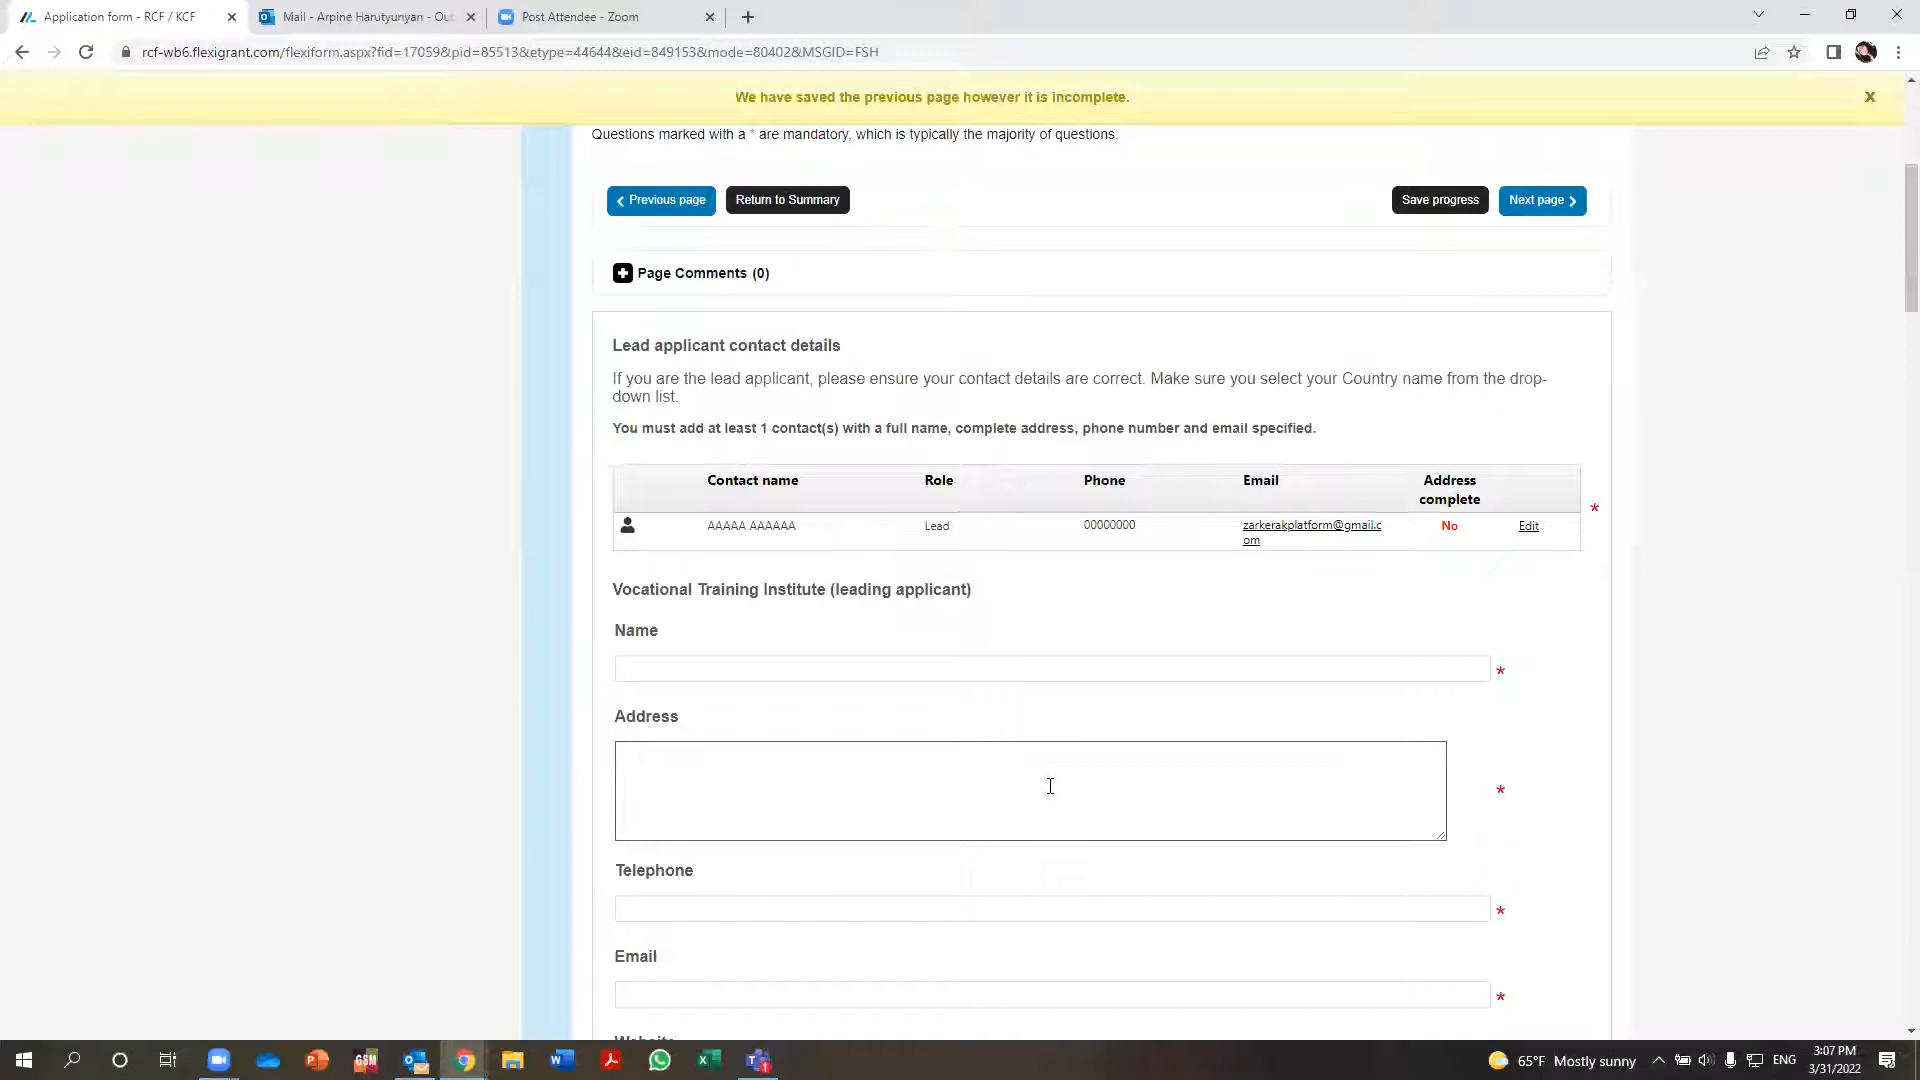 Application form - RCF / KCF
Mail - Arpine Harutyunyan - Out
Post Attendee - Zoom
rcf-wb6.flexigrant.com/flexiform.aspx?fid=17059&pid=85513&etype=44644&eid=849153&mode=80402&MSGID=FSH
We have saved the previous page however it is incomplete.
x
Questions marked with a * are mandatory, which is typically the majority of questions.
Previous page
Return to Summary
Save progress
Next page
Page Comments (0)
Lead applicant contact details
If you are the lead applicant, please ensure your contact details are correct. Make sure you select your Country name from the drop-
down list.
You must add at least 1 contact(s) with a full name, complete address, phone number and email specified.
Contact name Role Phone Email Address
complete
*
AAAAA AAAAAA Lead 00000000 zarkerakplatform@gmail.c No Edit
om
Vocational Training Institute (leading applicant)
Name
*
Address
*
Telephone
*
Email
*
Website
GSM
65°F Mostly sunny
ENG
3:07 PM
3/31/2022